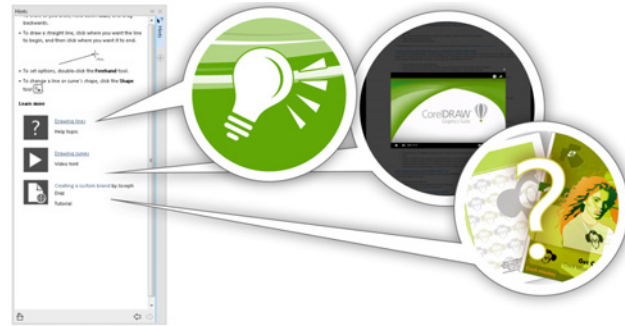 Hints
backwards.
• To draw a straight line, click where you want the line
to begin, and then click where you want it to end.
• To set options, double-click the Freehand tool.
• To change a line or curve's shape, click the Shape
tool
Learn more
?
Drawing lines
Help topic
Drawing curves
Video hint
Creating a custom brand by Joseph
Diaz
Tutorial
Hints
CorelDRAW
Graphics Suite
?